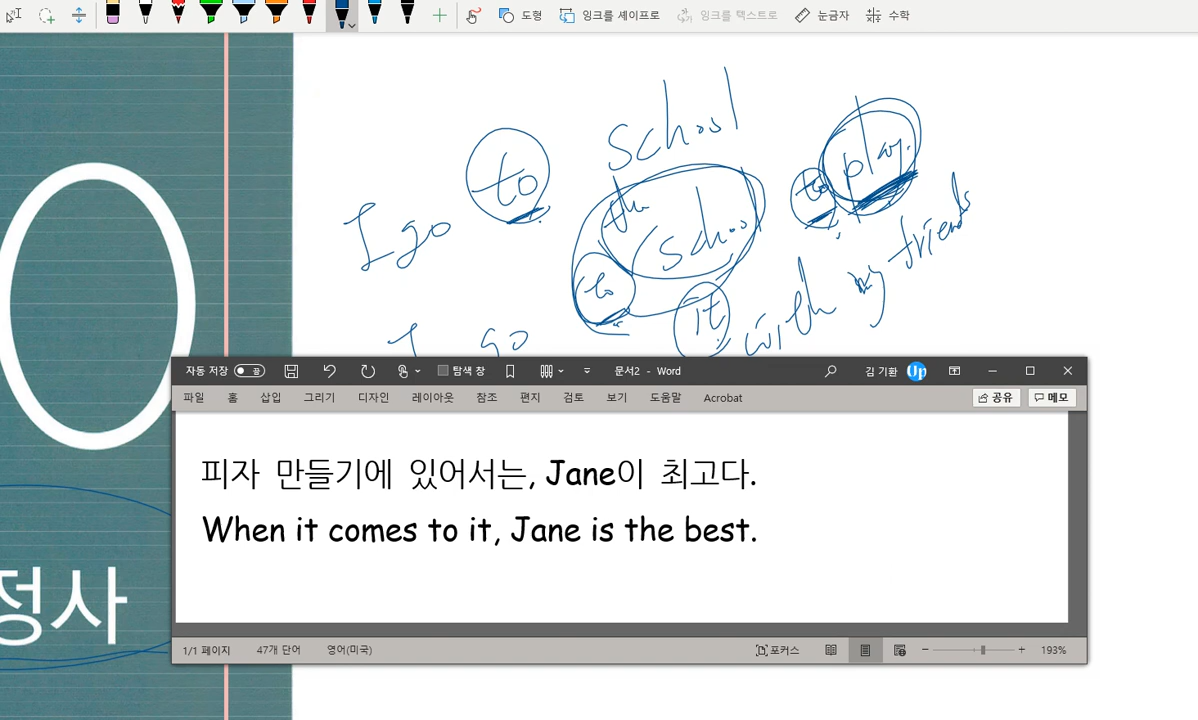 도형 잉크를 셰이프로 잉크를 텍스트로 눈금자 수학
school
I go to the school to play.
(school
to it with my friends
I go
정사
자동 저장 끔 탐색 창 문서2 - Word 김 기환
파일 홈 삽입 그리기 디자인 레이아웃 참조 편지 검토 보기 도움말 Acrobat 공유 메모
피자 만들기에 있어서는, Jane이 최고다.
When it comes to it, Jane is the best.
1/1 페이지 47개 단어 영어(미국) 포커스 193%